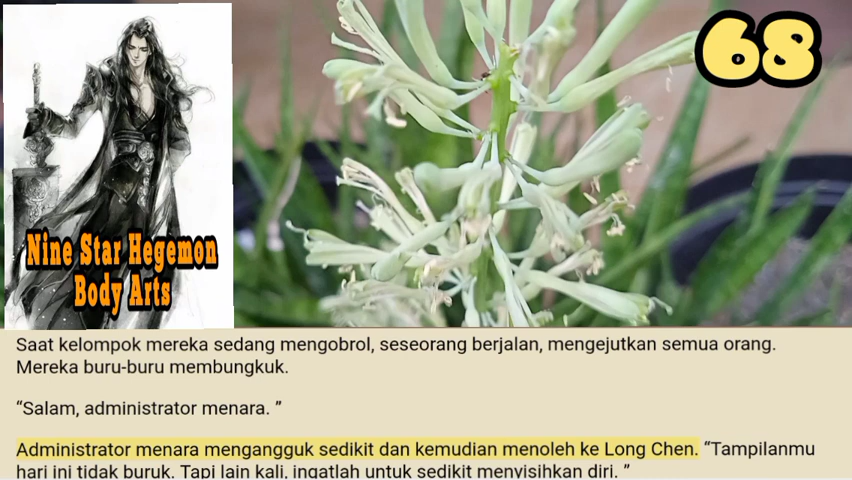 68
Nine Star Hegemon
Body Arts
Saat kelompok mereka sedang mengobrol, seseorang berjalan, mengejutkan semua orang.
Mereka buru-buru membungkuk.
“Salam, administrator menara. ”
Administrator menara mengangguk sedikit dan kemudian menoleh ke Long Chen. “Tampilanmu
hari ini tidak buruk. Tapi lain kali, ingatlah untuk sedikit menyisihkan diri. ”